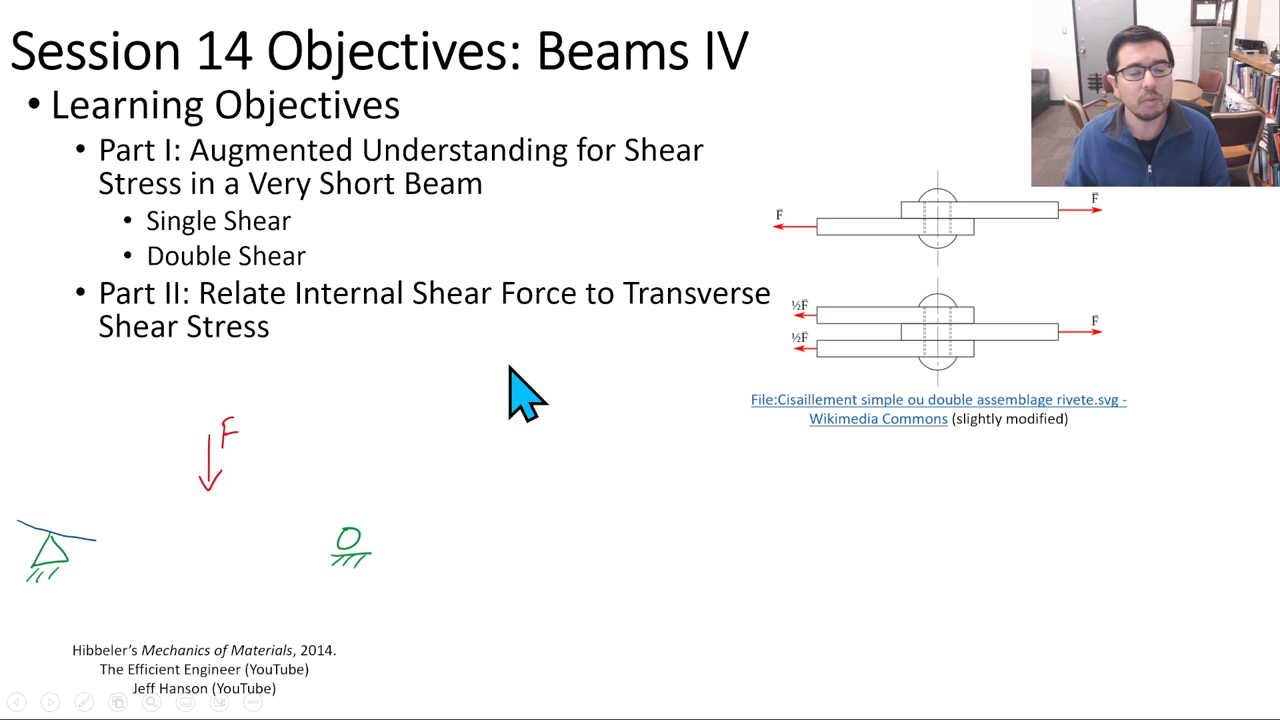 Session 14 Objectives: Beams IV
• Learning Objectives
• Part I: Augmented Understanding for Shear
Stress in a Very Short Beam
• Single Shear
• Double Shear
• Part II: Relate Internal Shear Force to Transverse
Shear Stress
F
F
½F
½F
F
File:Cisaillement simple ou double assemblage rivete.svg -
Wikimedia Commons (slightly modified)
F
Hibbeler's Mechanics of Materials, 2014.
The Efficient Engineer (YouTube)
Jeff Hanson (YouTube)